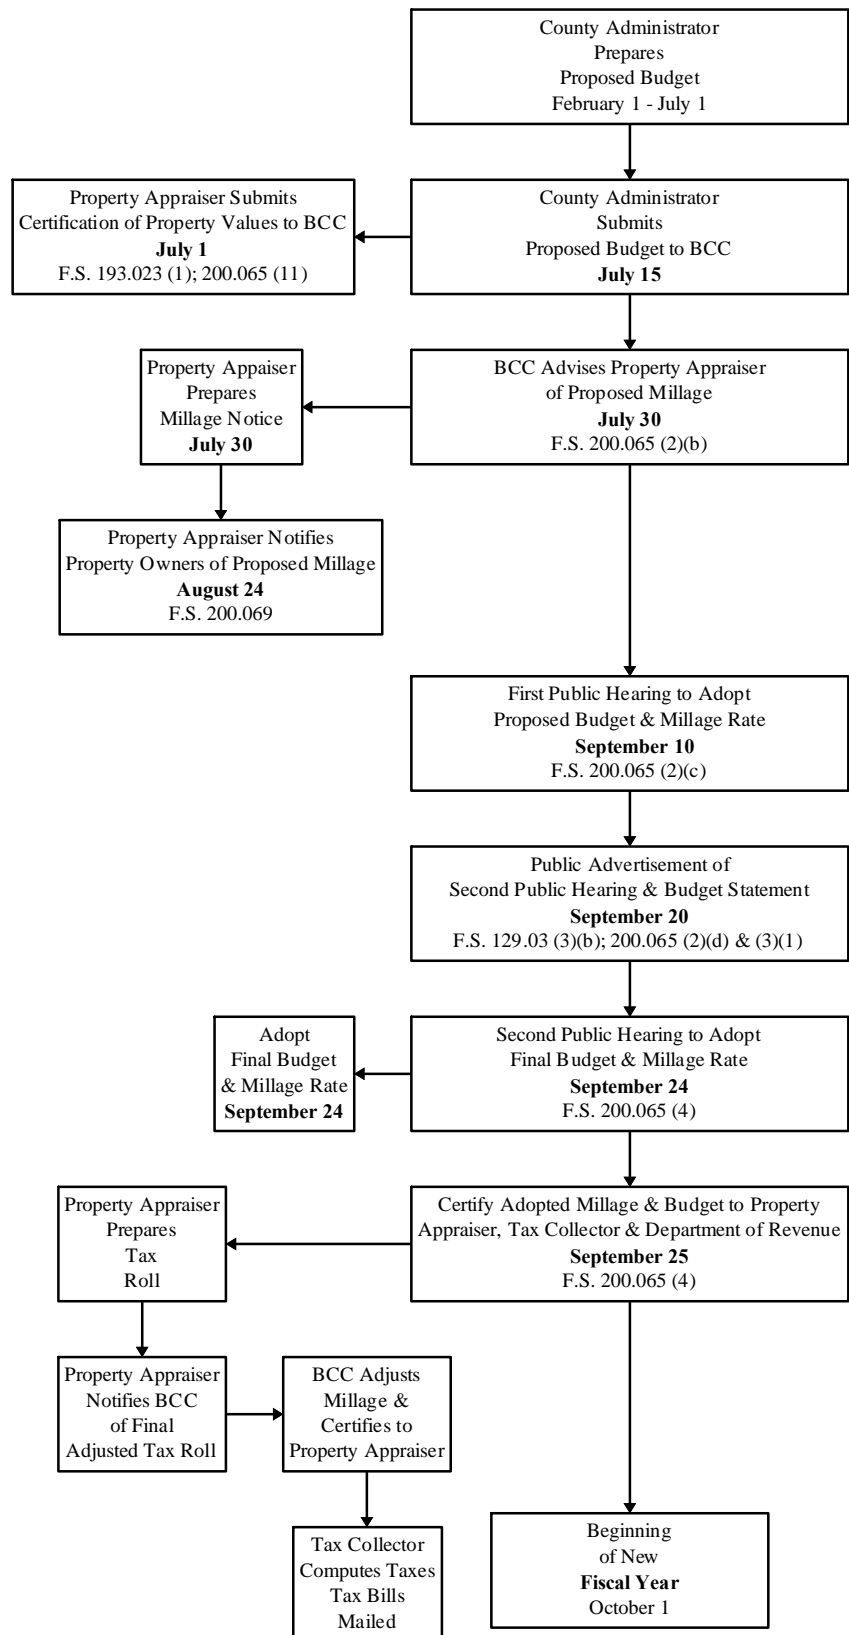 County Administrator
Prepares
Proposed Budget
February 1 - July 1
Property Appraiser Submits
Certification of Property Values to BCC
July 1
F.S. 193.023 (1); 200.065 (11)
County Administrator
Submits
Proposed Budget to BCC
July 15
Property Appaiser
Prepares
Millage Notice
July 30
BCC Advises Property Appraiser
of Proposed Millage
July 30
F.S. 200.065 (2)(b)
Property Appraiser Notifies
Property Owners of Proposed Millage
August 24
F.S. 200.069
First Public Hearing to Adopt
Proposed Budget & Millage Rate
September 10
F.S. 200.065 (2)(c)
Public Advertisement of
Second Public Hearing & Budget Statement
September 20
F.S. 129.03 (3)(b); 200.065 (2)(d) & (3)(1)
Adopt
Final Budget
& Millage Rate
September 24
Second Public Hearing to Adopt
Final Budget & Millage Rate
September 24
F.S. 200.065 (4)
Property Appraiser
Prepares
Tax
Roll
Certify Adopted Millage & Budget to Property
Appraiser, Tax Collector & Department of Revenue
September 25
F.S. 200.065 (4)
Property Appraiser
Notifies BCC
of Final
Adjusted Tax Roll
BCC Adjusts
Millage &
Certifies to
Property Appraiser
Tax Collector
Computes Taxes
Tax Bills
Mailed
Beginning
of New
Fiscal Year
October 1